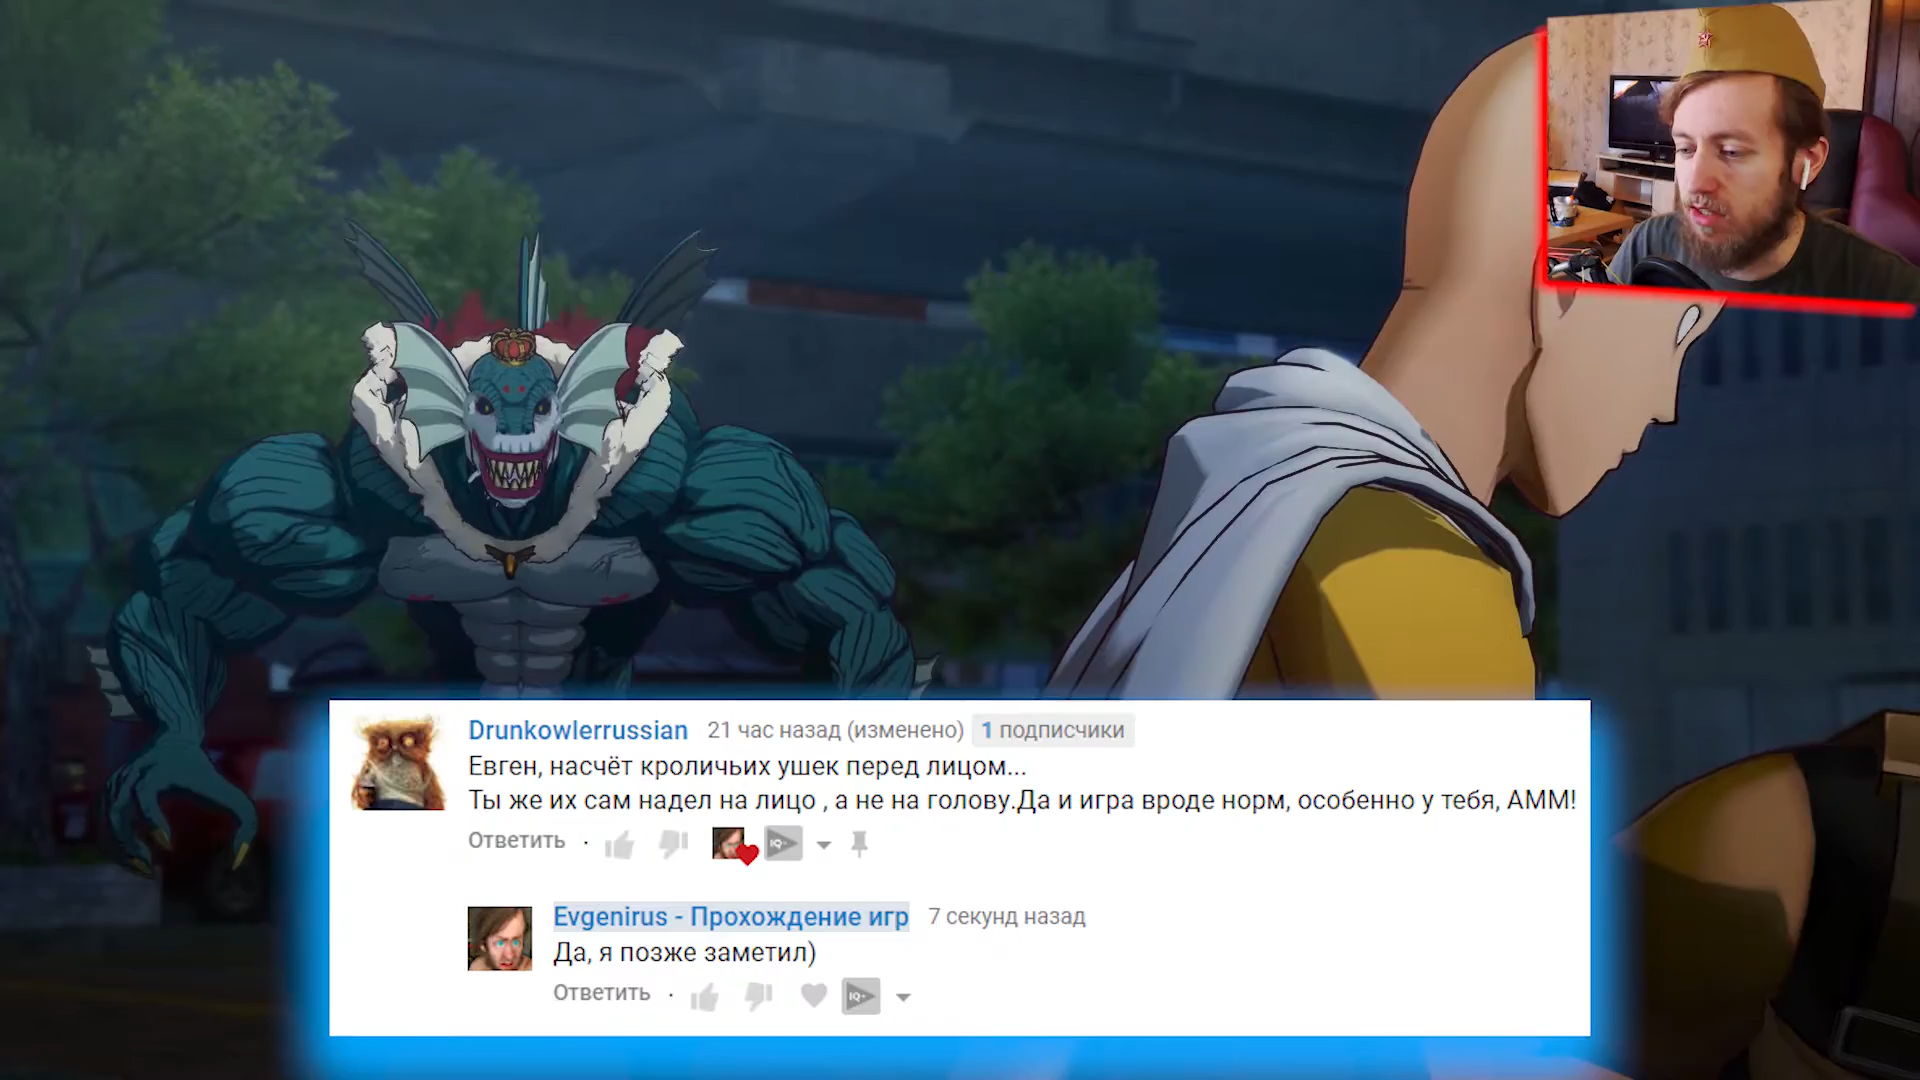 Drunkowlerrussian 21 час назад (изменено) 1 подписчики
Евген, насчёт кроличьих ушек перед лицом...
Ты же их сам надел на лицо , а не на голову.Да и игра вроде норм, особенно у тебя, АММ!
Ответить · IQ+
Evgenirus - Прохождение игр 7 секунд назад
Да, я позже заметил)
Ответить · IQ+